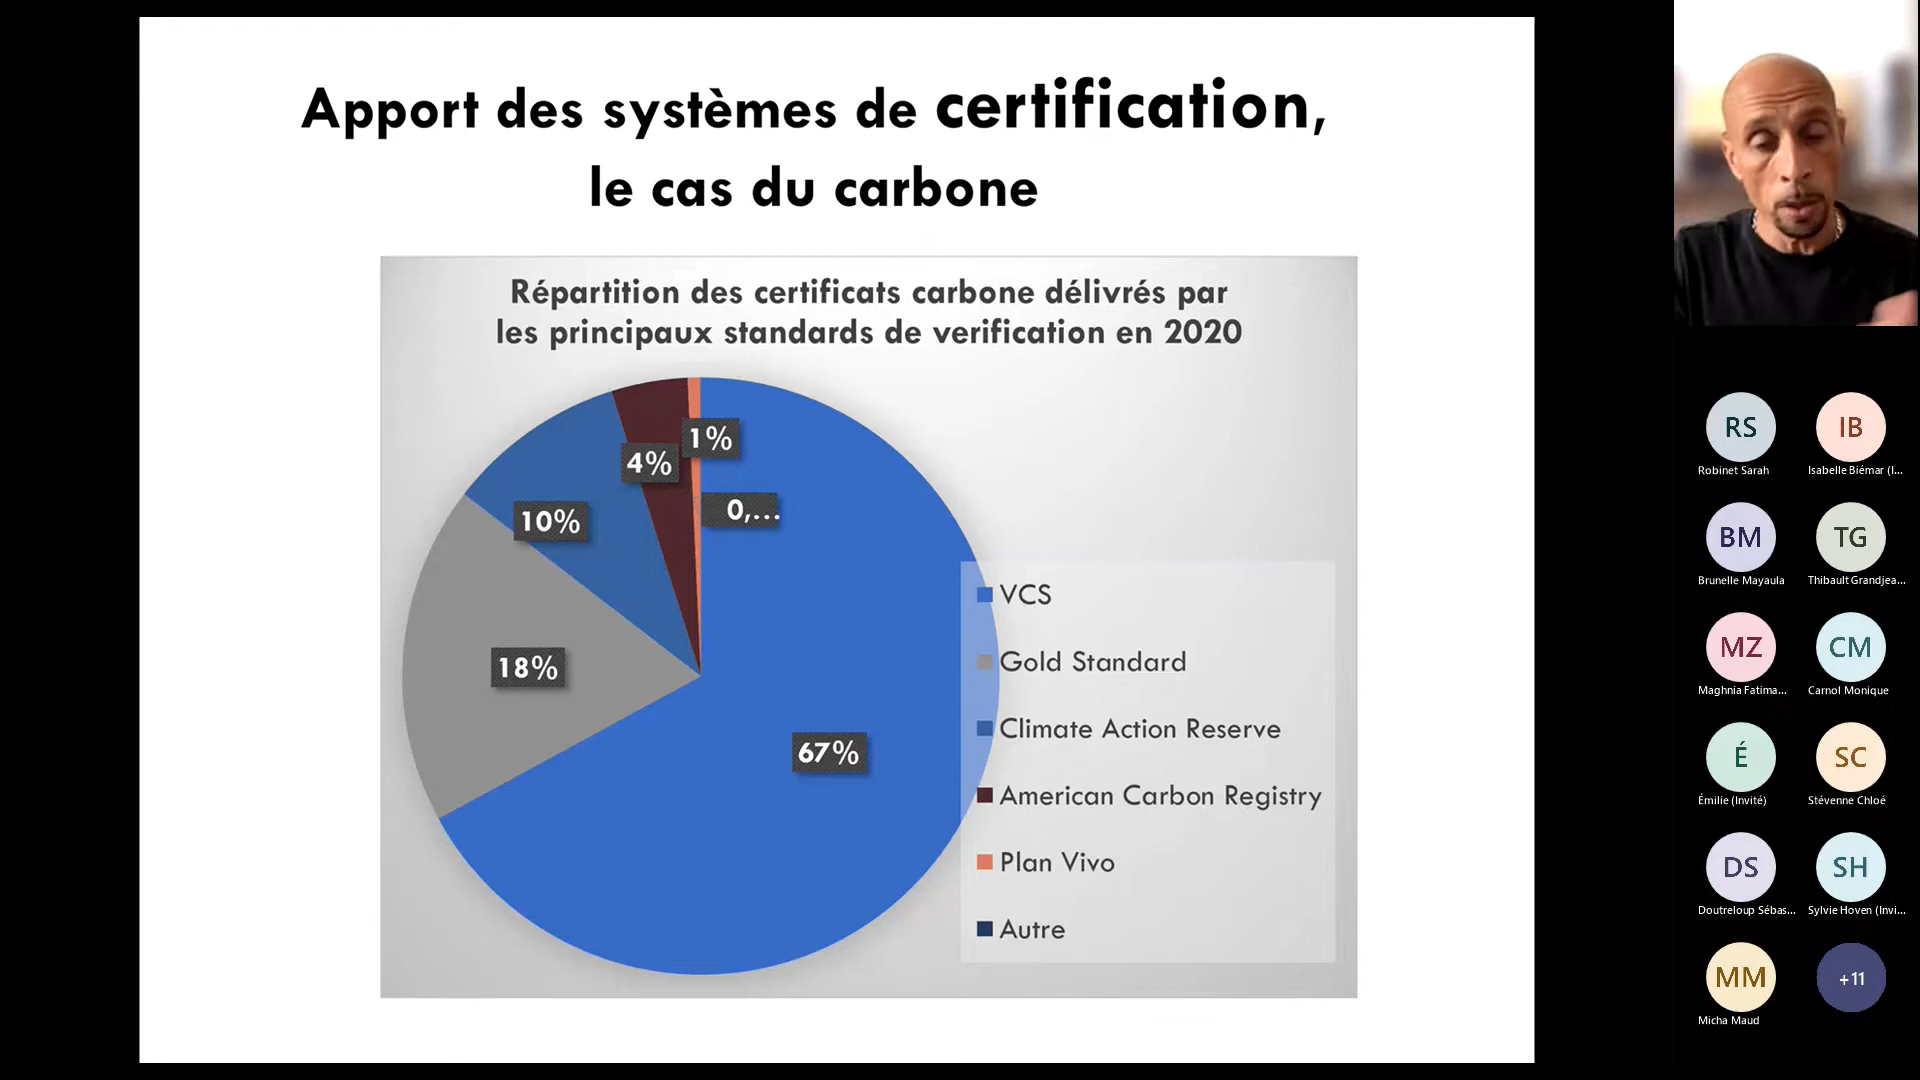 Apport des systèmes de certification,
le cas du carbone
Répartition des certificats carbone délivrés par
les principaux standards de verification en 2020
1%
4%
0,...
10%
18%
67%
VCS
Gold Standard
Climate Action Reserve
American Carbon Registry
Plan Vivo
Autre
RS
Robinet Sarah
IB
Isabelle Biémar (I...
BM
Brunelle Mayaula
TG
Thibault Grandjea...
MZ
Maghnia Fatima...
CM
Carnol Monique
É
Émilie (Invité)
SC
Stévenne Chloé
DS
Doutreloup Sébas...
SH
Sylvie Hoven (Invi...
MM
Micha Maud
+11